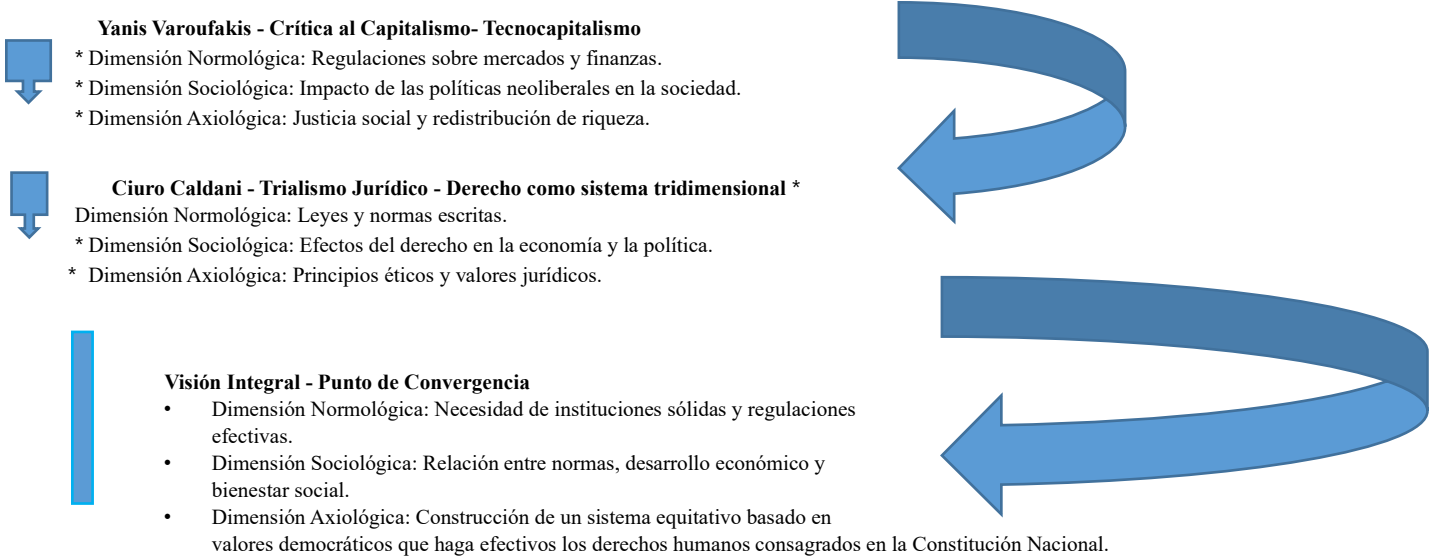 Yanis Varoufakis - Crítica al Capitalismo- Tecnocapitalismo
* Dimensión Normológica: Regulaciones sobre mercados y finanzas.
* Dimensión Sociológica: Impacto de las políticas neoliberales en la sociedad.
* Dimensión Axiológica: Justicia social y redistribución de riqueza.
Ciuro Caldani - Trialismo Jurídico - Derecho como sistema tridimensional *
Dimensión Normológica: Leyes y normas escritas.
* Dimensión Sociológica: Efectos del derecho en la economía y la política.
* Dimensión Axiológica: Principios éticos y valores jurídicos.
Visión Integral - Punto de Convergencia
• Dimensión Normológica: Necesidad de instituciones sólidas y regulaciones
efectivas.
• Dimensión Sociológica: Relación entre normas, desarrollo económico y
bienestar social.
• Dimensión Axiológica: Construcción de un sistema equitativo basado en
valores democráticos que haga efectivos los derechos humanos consagrados en la Constitución Nacional.